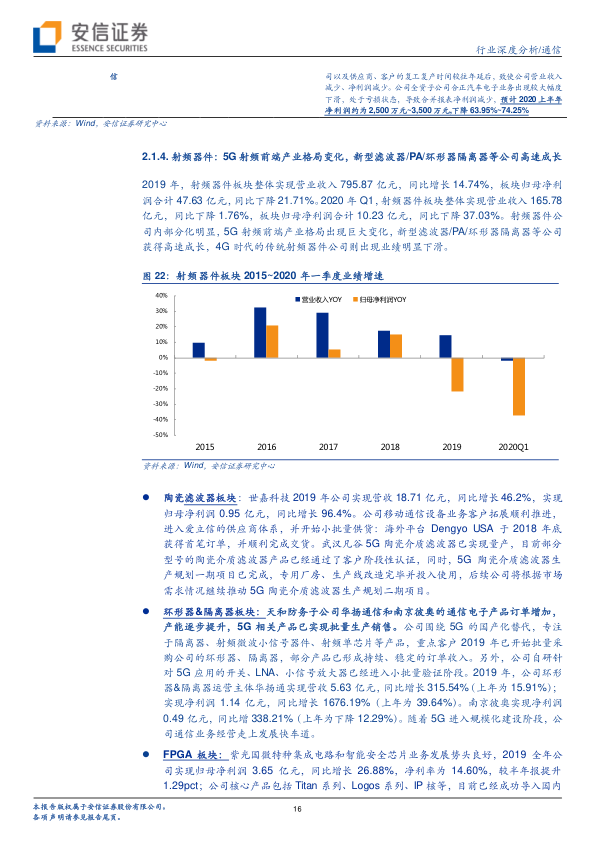 安信证券
ESSENCE SECURITIES
行业深度分析/通信
信
司以及供应商、客户的复工复产时间较往年延后，致使公司营业收入
减少、净利润减少。公司全资子公司合正汽车电子业务出现较大幅度
下滑，处于亏损状态，导致合并报表净利润减少，预计 2020 上半年
净利润约为 2,500 万元~3,500 万元,下降 63.95%~74.25%
资料来源：Wind，安信证券研究中心
2.1.4. 射频器件：5G 射频前端产业格局变化，新型滤波器/PA/环形器隔离器等公司高速成长
2019 年，射频器件板块整体实现营业收入 795.87 亿元，同比增长 14.74%，板块归母净利
润合计 47.63 亿元，同比下降 21.71%。2020 年 Q1，射频器件板块整体实现营业收入 165.78
亿元，同比下降 1.76%，板块归母净利润合计 10.23 亿元，同比下降 37.03%。射频器件公
司内部分化明显，5G 射频前端产业格局出现巨大变化，新型滤波器/PA/环形器隔离器等公司
获得高速成长，4G 时代的传统射频器件公司则出现业绩明显下滑。
图 22：射频器件板块 2015~2020 年一季度业绩增速
■营业收入YOY ■归母净利润YOY
40%
30%
20%
10%
0%
-10%
-20%
-30%
-40%
-50%
2015 2016 2017 2018 2019 2020Q1
资料来源：Wind，安信证券研究中心
● 陶瓷滤波器板块：世嘉科技 2019 年公司实现营收 18.71 亿元，同比增长 46.2%，实现
归母净利润 0.95 亿元，同比增长 96.4%。公司移动通信设备业务客户拓展顺利推进，
进入爱立信的供应商体系，并开始小批量供货；海外平台 Dengyo USA 于 2018 年底
获得首笔订单，并顺利完成交货。武汉凡谷 5G 陶瓷介质滤波器已实现量产，目前部分
型号的陶瓷介质滤波器产品已经通过了客户阶段性认证，同时，5G 陶瓷介质滤波器生
产规划一期项目已完成，专用厂房、生产线改造完毕并投入使用，后续公司将根据市场
需求情况继续推动 5G 陶瓷介质滤波器生产规划二期项目。
● 环形器&隔离器板块：天和防务子公司华扬通信和南京彼奥的通信电子产品订单增加，
产能逐步提升，5G 相关产品已实现批量生产销售。公司围绕 5G 的国产化替代，专注
于隔离器、射频微波小信号器件、射频单芯片等产品，重点客户 2019 年已开始批量采
购公司的环形器、隔离器，部分产品已形成持续、稳定的订单收入。另外，公司自研针
对 5G 应用的开关、LNA、小信号放大器已经进入小批量验证阶段。2019 年，公司环形
器&隔离运营主体华扬通实现营收 5.63 亿元，同比增长 315.54%（上年为 15.91%）；
实现净利润 1.14 亿元，同比增长 1676.19%（上年为 39.64%）。南京彼奥实现净利润
0.49 亿元，同比增 338.21%（上年为下降 12.29%）。随着 5G 进入规模化建设阶段，公
司通信业务经营走上发展快车道。
● FPGA 板块：紫光国微特种集成电路和智能安全芯片业务发展势头良好，2019 全年公
司实现归母净利润 3.65 亿元，同比增长 26.88%，净利率为 14.60%，较半年报提升
1.29pct；公司核心产品包括 Titan 系列、Logos 系列、IP 核等，目前已经成功导入国内
本报告版权属于安信证券股份有限公司。
各项声明请参见报告尾页。
16